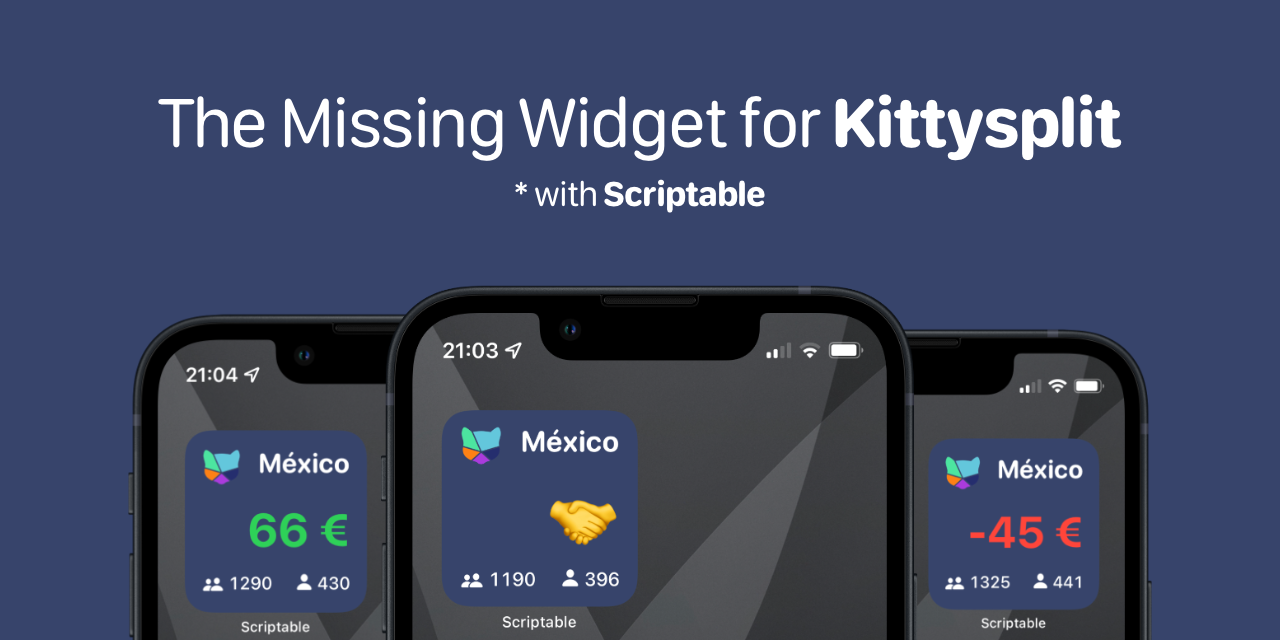 The Missing Widget for Kittysplit
* with Scriptable
21:04
México
66 €
1290 430
Scriptable
21:03
México
1190 396
Scriptable
México
-45 €
1325 441
Scriptable